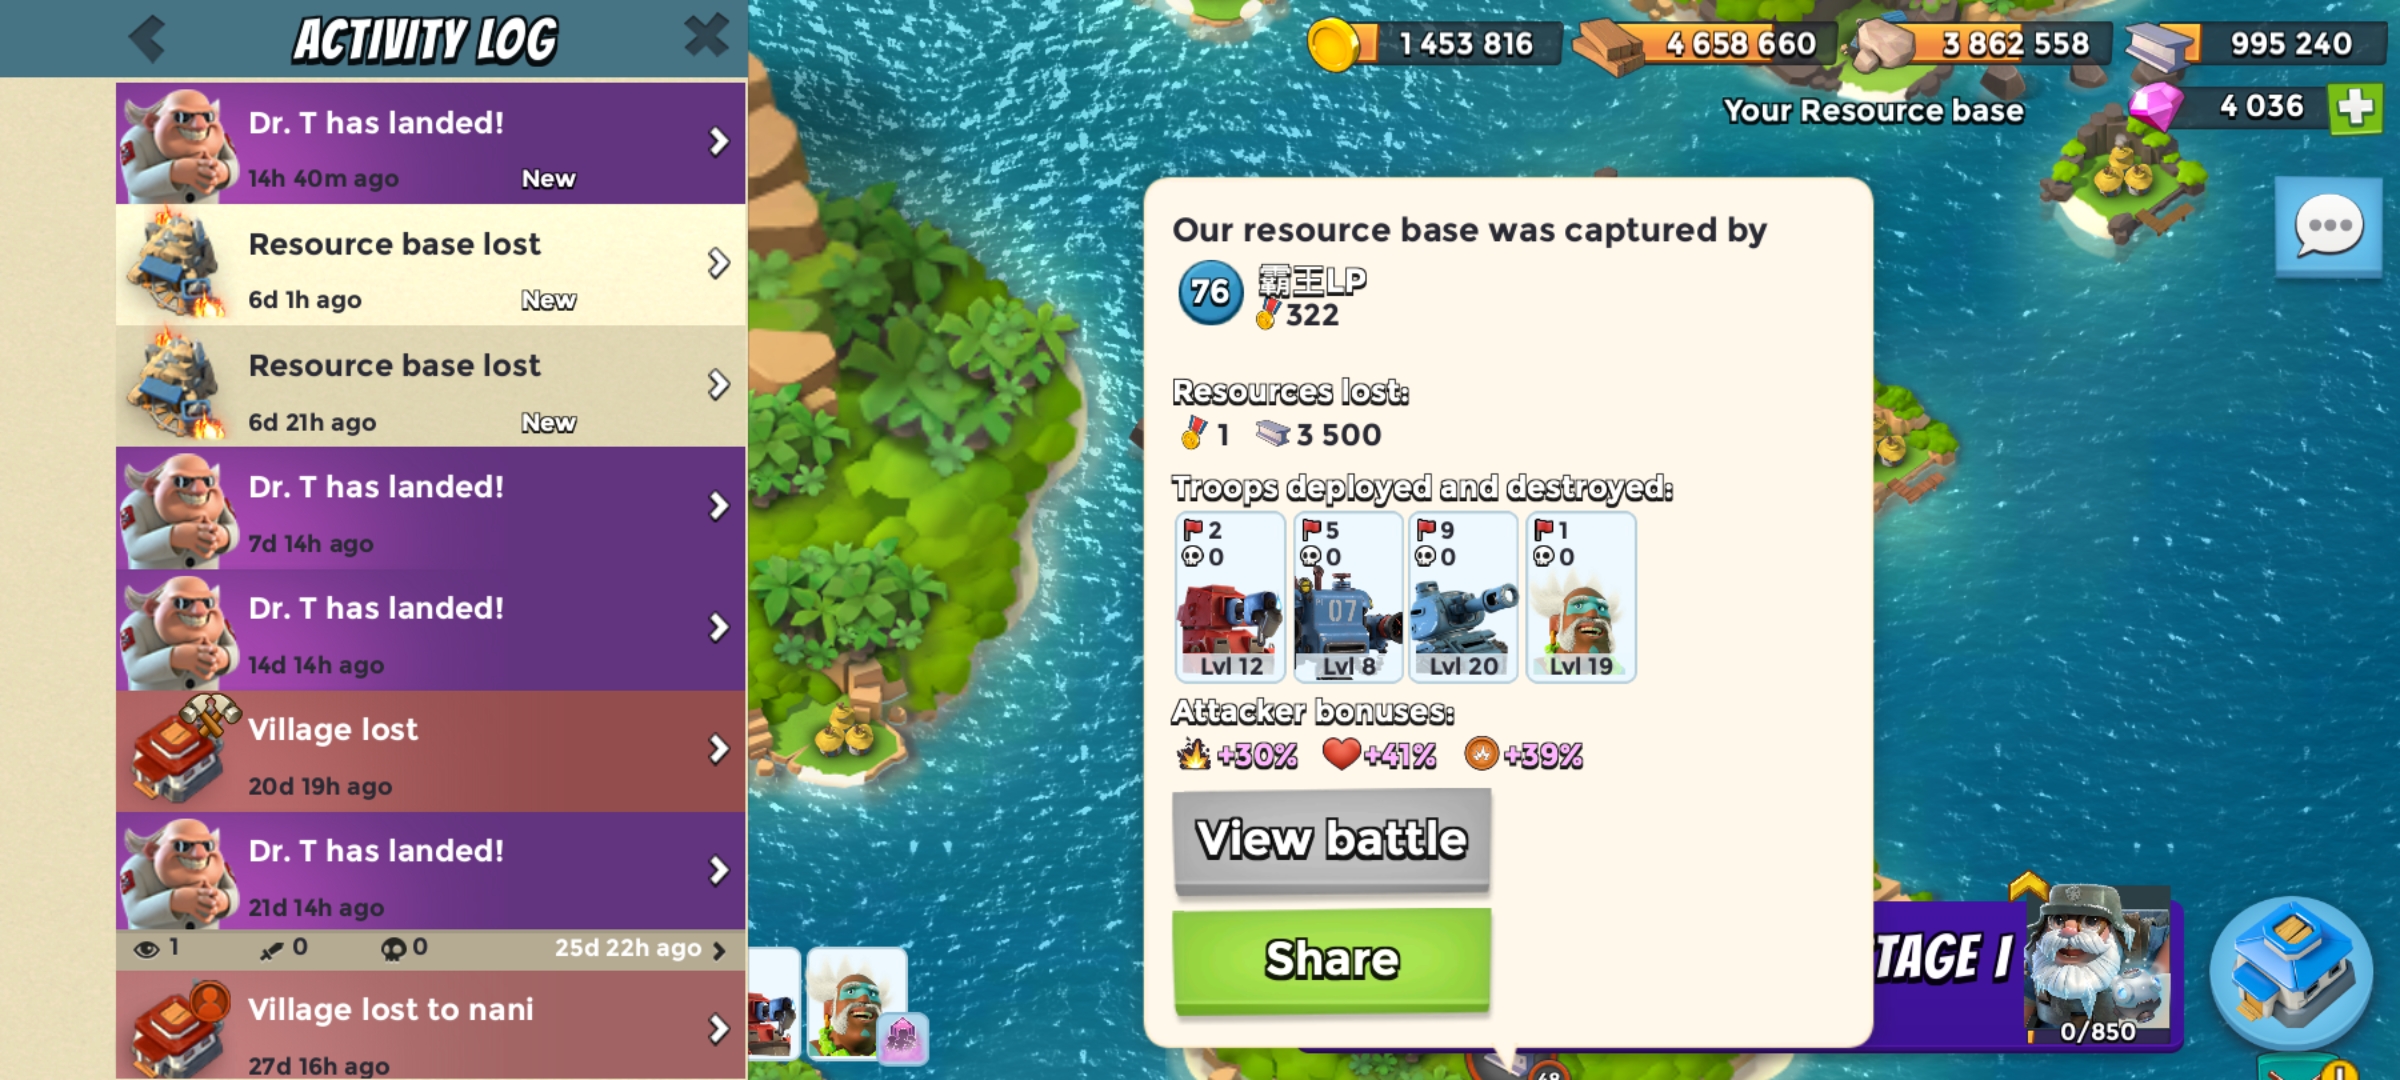 ACTIVITY LOG
Dr. T has landed!
14h 40m ago New
Resource base lost
6d 1h ago New
Resource base lost
6d 21h ago New
Dr. T has landed!
7d 14h ago
Dr. T has landed!
14d 14h ago
Village lost
20d 19h ago
Dr. T has landed!
21d 14h ago
1 0 0 25d 22h ago
Village lost to nani
27d 16h ago
1 453 816 4 658 660 3 862 558 995 240
Your Resource base 4 036
Our resource base was captured by
76 霸王LP
322
Resources lost:
1 3 500
Troops deployed and destroyed:
2 5 9 1
0 0 0 0
07
Lvl 12 Lvl 8 Lvl 20 Lvl 19
Attacker bonuses:
+30% +41% +39%
View battle
Share
TAGE I
0/850